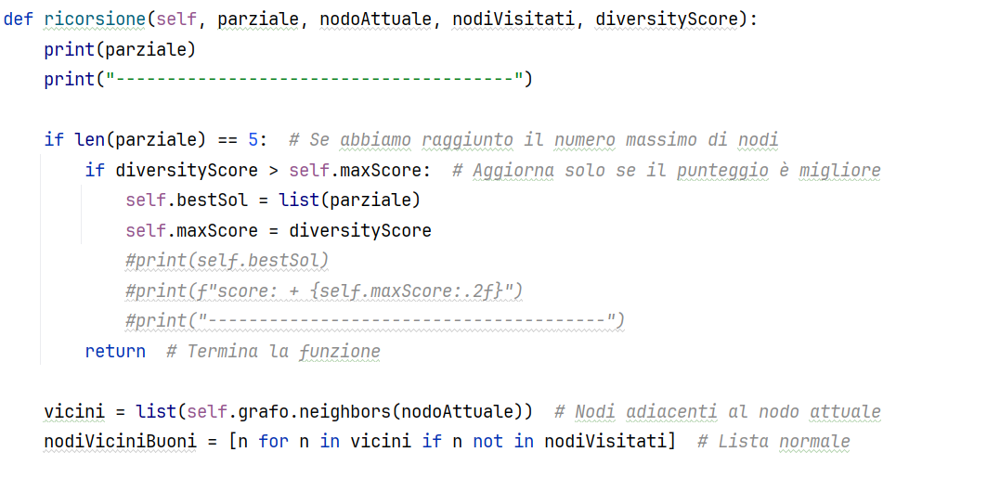 def ricorsione(self, parziale, nodoAttuale, nodiVisitati, diversityScore):
    print(parziale)
    print("---------------------------------------")
    if len(parziale) == 5:  # Se abbiamo raggiunto il numero massimo di nodi
        if diversityScore > self.maxScore:  # Aggiorna solo se il punteggio è migliore
            self.bestSol = list(parziale)
            self.maxScore = diversityScore
            #print(self.bestSol)
            #print(f"score: + {self.maxScore:.2f}")
            #print("---------------------------------------")
        return  # Termina la funzione
    vicini = list(self.grafo.neighbors(nodoAttuale))  # Nodi adiacenti al nodo attuale
    nodiViciniBuoni = [n for n in vicini if n not in nodiVisitati]  # Lista normale